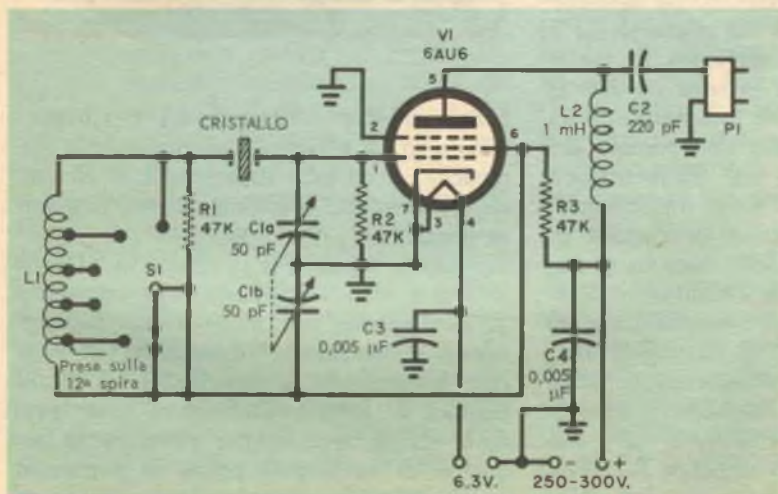 V1
6AU6
5
C2
220 pF
P1
L2
1 mH
CRISTALLO
2
1
6
R1
47K
C1a
50 pF
R2
47K
7
3
4
R3
47K
L1
S1
C1b
50 pF
C3
0,005 µF
C4
0,005
µF
Presa sulla
12ª spira
- +
6.3 V.
250-300V.